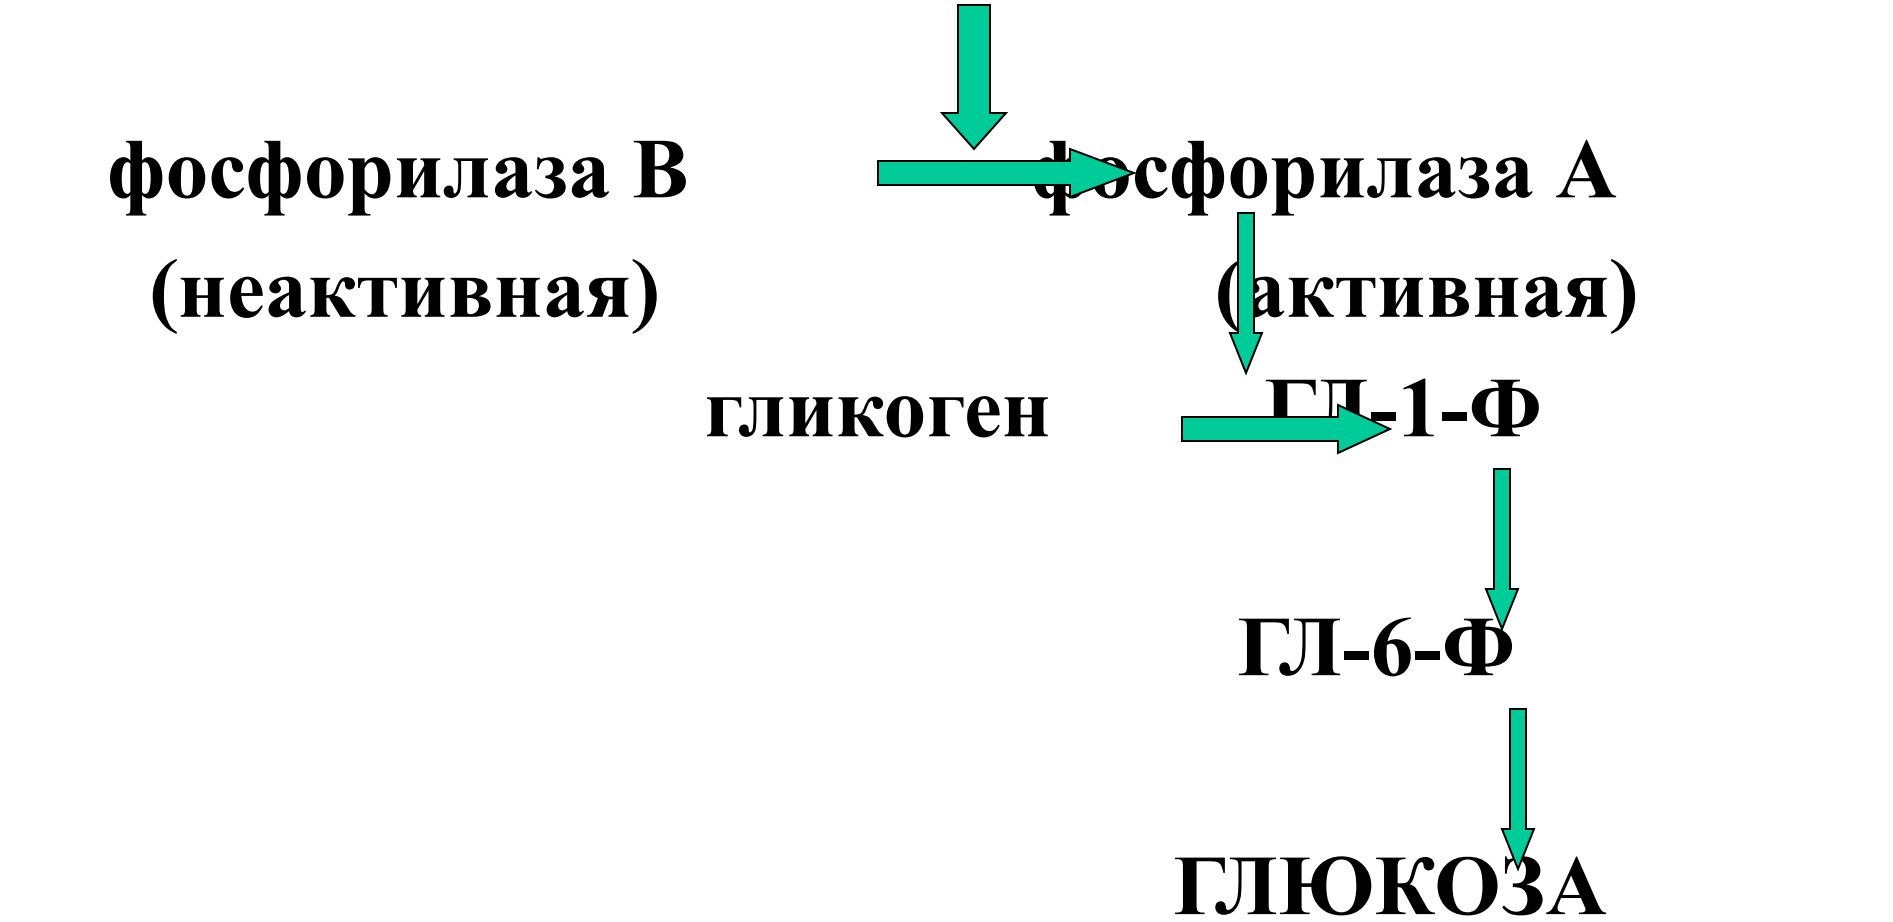 фосфорилаза В фосфорилаза А
(неактивная) (активная)
гликоген ГЛ-1-Ф
ГЛ-6-Ф
ГЛЮКОЗА